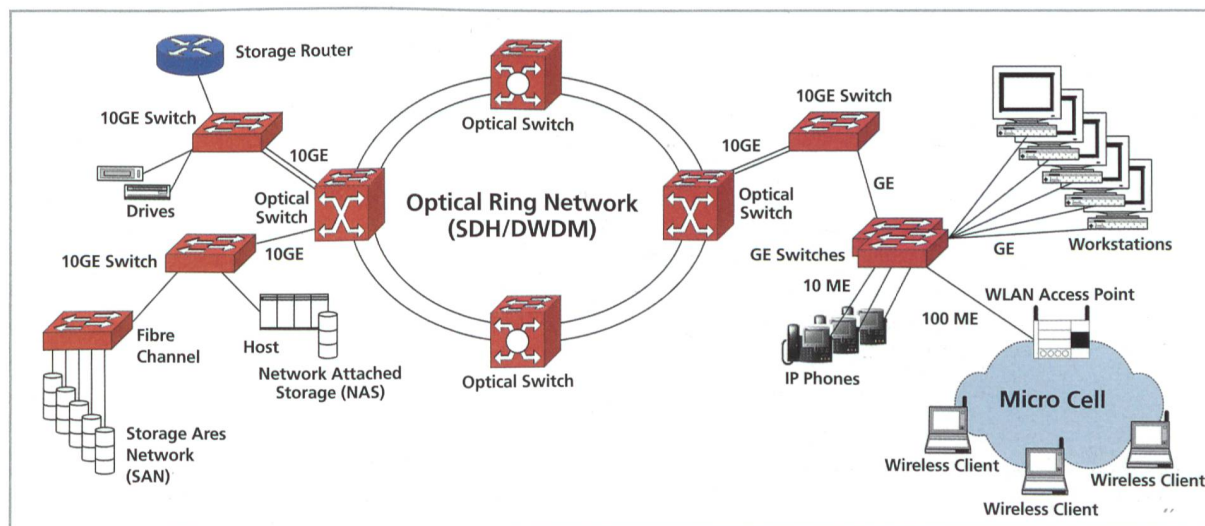 Storage Router
10GE Switch
10GE
Drives
Optical
Switch
10GE Switch
10GE
Fibre
Channel
Host
Network Attached
Storage (NAS)
Storage Ares
Network
(SAN)
Optical Switch
Optical Ring Network
(SDH/DWDM)
Optical Switch
10GE Switch
10GE
Optical
Switch
GE
GE Switches
GE
Workstations
10 ME
IP Phones
100 ME
WLAN Access Point
Micro Cell
Wireless Client
Wireless Client
Wireless Client